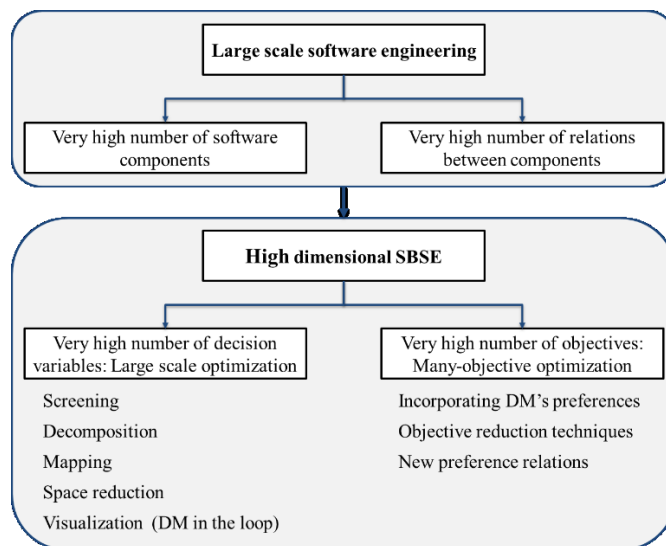 Large scale software engineering
Very high number of software
components
Very high number of relations
between components
High dimensional SBSE
Very high number of decision
variables: Large scale optimization
Screening
Decomposition
Mapping
Space reduction
Visualization (DM in the loop)
Very high number of objectives:
Many-objective optimization
Incorporating DM's preferences
Objective reduction techniques
New preference relations